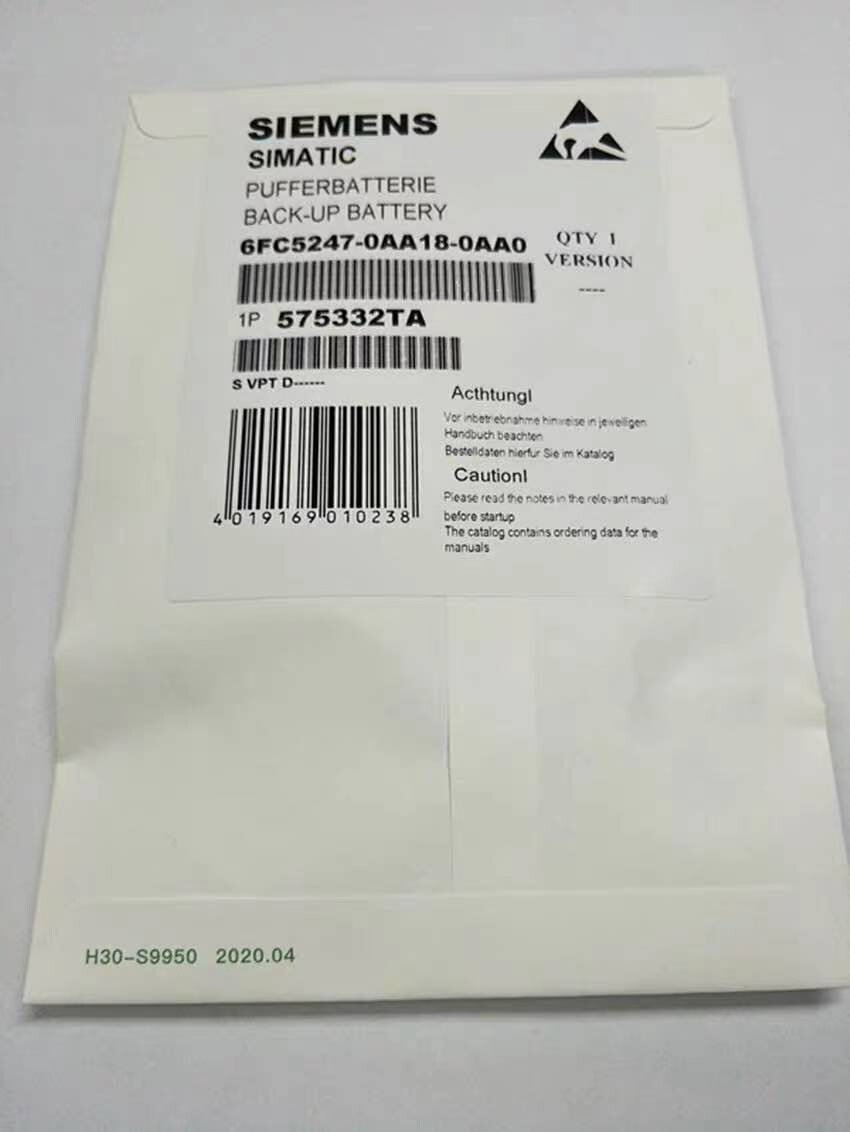 SIEMENS
SIMATIC
PUFFERBATTERIE
BACK-UP BATTERY
6FC5247-0AA18-0AA0
QTY 1
VERSION
----
1P 575332TA
S VPT D------
Acthtungl
Vor inbetriebnahme hinweise in jeweiligen
Handbuch beachten
Bestelldaten hierfur Sie im Katalog
Cautionl
Please read the notes in the relevant manual
before startup
The catalog contains ordering data for the
manuals
4 019169 010238
H30-S9950 2020.04